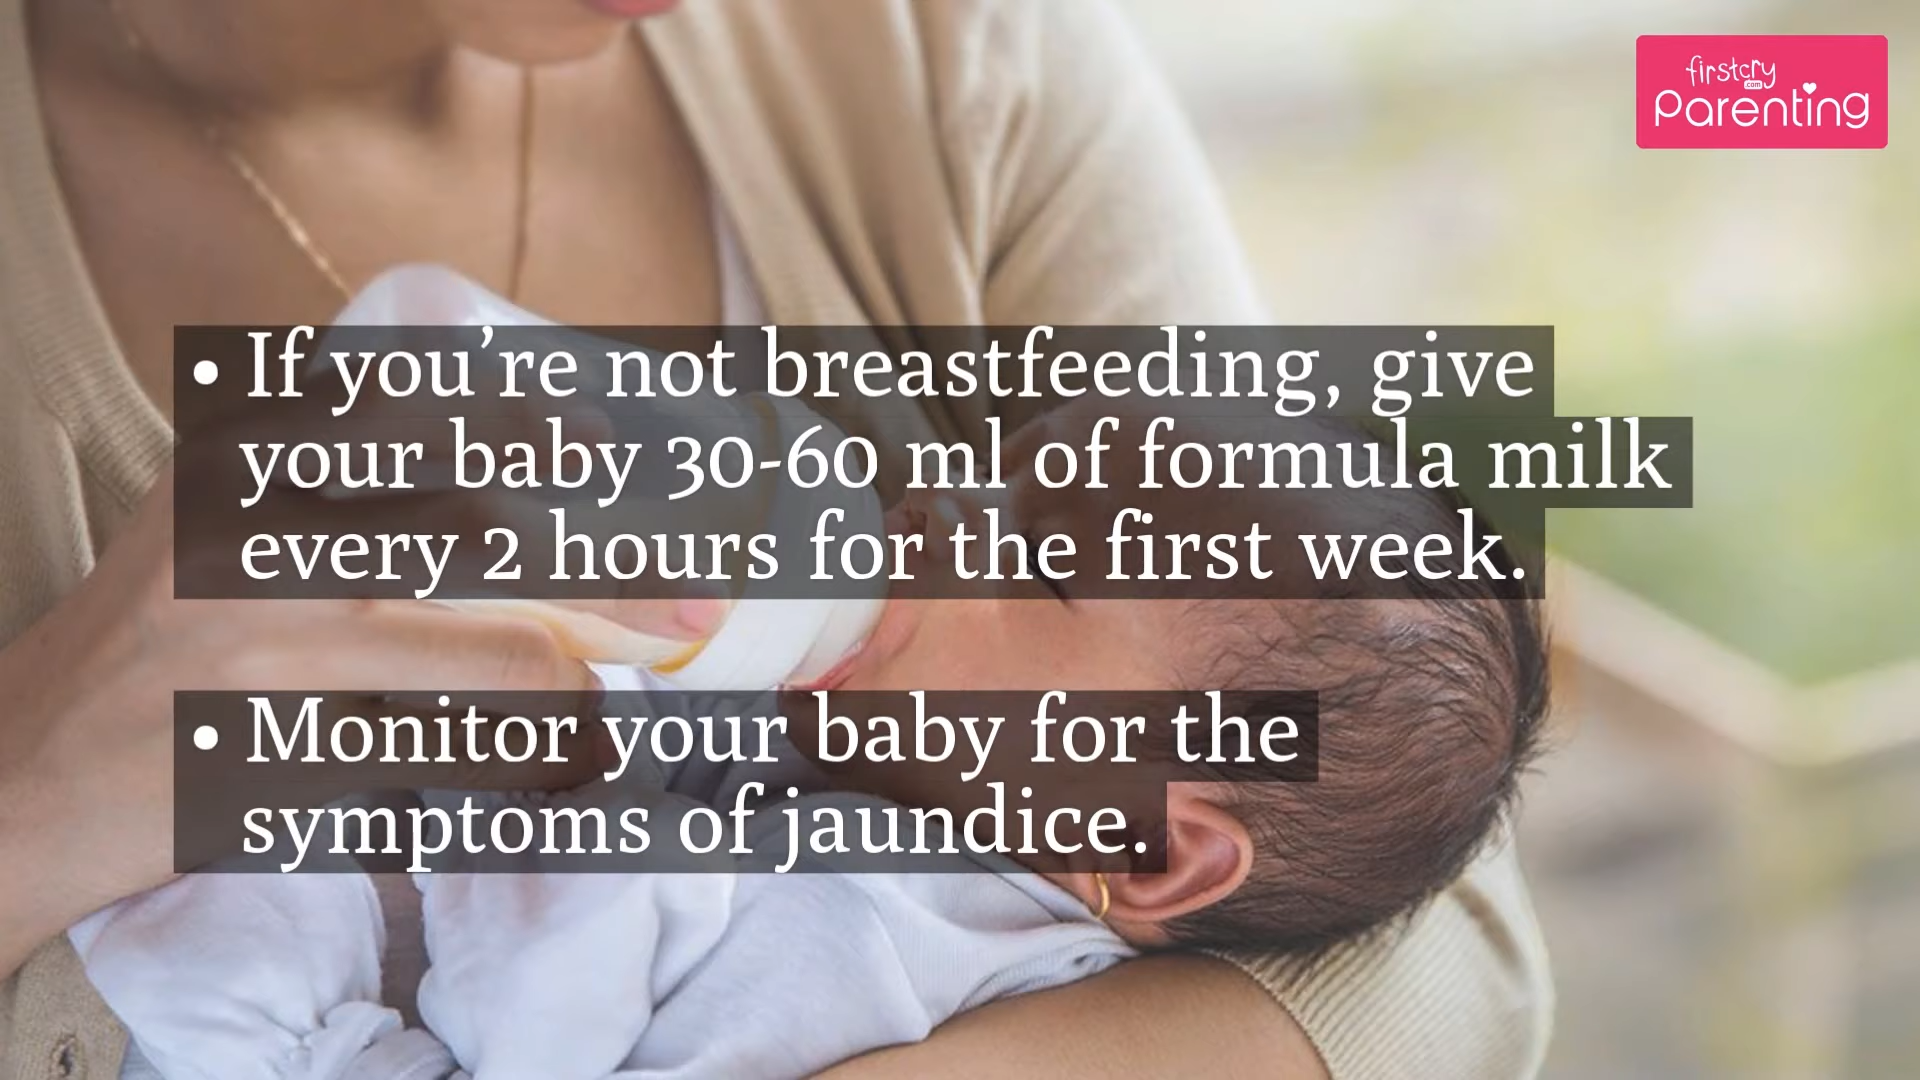 firstcry
.com
Parenting
• If you’re not breastfeeding, give
your baby 30-60 ml of formula milk
every 2 hours for the first week.
• Monitor your baby for the
symptoms of jaundice.